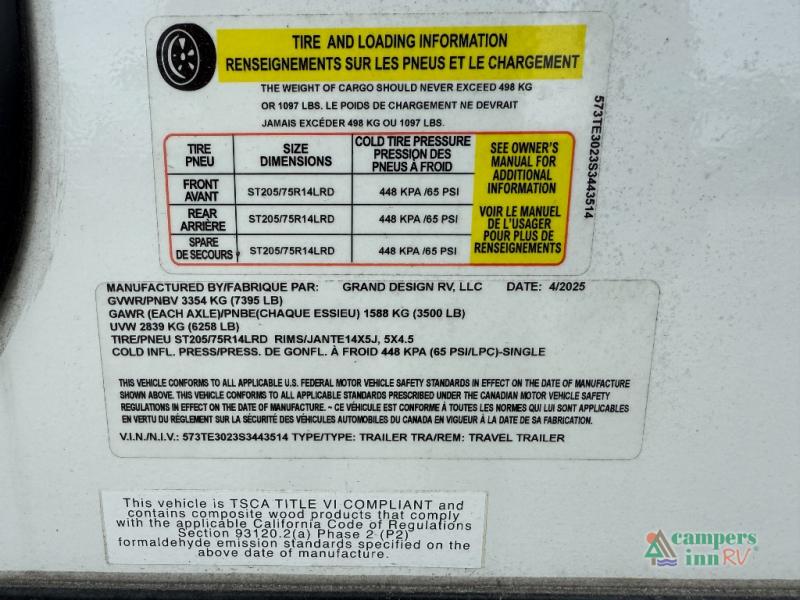 TIRE AND LOADING INFORMATION
RENSEIGNEMENTS SUR LES PNEUS ET LE CHARGEMENT
THE WEIGHT OF CARGO SHOULD NEVER EXCEED 498 KG
OR 1097 LBS. LE POIDS DE CHARGEMENT NE DEVRAIT
JAMAIS EXCÉDER 498 KG OU 1097 LBS.
TIRE PNEU SIZE DIMENSIONS COLD TIRE PRESSURE PRESSION DES PNEUS À FROID
FRONT AVANT ST205/75R14LRD 448 KPA /65 PSI
REAR ARRIÈRE ST205/75R14LRD 448 KPA /65 PSI
SPARE DE SECOURS ST205/75R14LRD 448 KPA /65 PSI
SEE OWNER'S
MANUAL FOR
ADDITIONAL
INFORMATION
VOIR LE MANUEL
DE L'USAGER
POUR PLUS DE
RENSEIGNEMENTS
573TE3023S3443514
MANUFACTURED BY/FABRIQUE PAR: GRAND DESIGN RV, LLC DATE: 4/2025
GVWR/PNBV 3354 KG (7395 LB)
GAWR (EACH AXLE)/PNBE(CHAQUE ESSIEU) 1588 KG (3500 LB)
UVW 2839 KG (6258 LB)
TIRE/PNEU ST205/75R14LRD RIMS/JANTE14X5J, 5X4.5
COLD INFL. PRESS/PRESS. DE GONFL. À FROID 448 KPA (65 PSI/LPC)-SINGLE
THIS VEHICLE CONFORMS TO ALL APPLICABLE U.S. FEDERAL MOTOR VEHICLE SAFETY STANDARDS IN EFFECT ON THE DATE OF MANUFACTURE
SHOWN ABOVE. THIS VEHICLE CONFORMS TO ALL APPLICABLE STANDARDS PRESCRIBED UNDER THE CANADIAN MOTOR VEHICLE SAFETY
REGULATIONS IN EFFECT ON THE DATE OF MANUFACTURE. ~ CE VÉHICULE EST CONFORME À TOUTES LES NORMES QUI LUI SONT APPLICABLES
EN VERTU DU RÈGLEMENT SUR LA SÉCURITÉ DES VÉHICULES AUTOMOBILES DU CANADA EN VIGUEUR À LA DATE DE SA FABRICATION.
V.I.N./N.I.V.: 573TE3023S3443514 TYPE/TYPE: TRAILER TRA/REM: TRAVEL TRAILER
This vehicle is TSCA TITLE VI COMPLIANT and
contains composite wood products that comply
with the applicable California Code of Regulations
Section 93120.2(a) Phase 2 (P2)
formaldehyde emission standards specified on the
above date of manufacture.
campers
inn RV